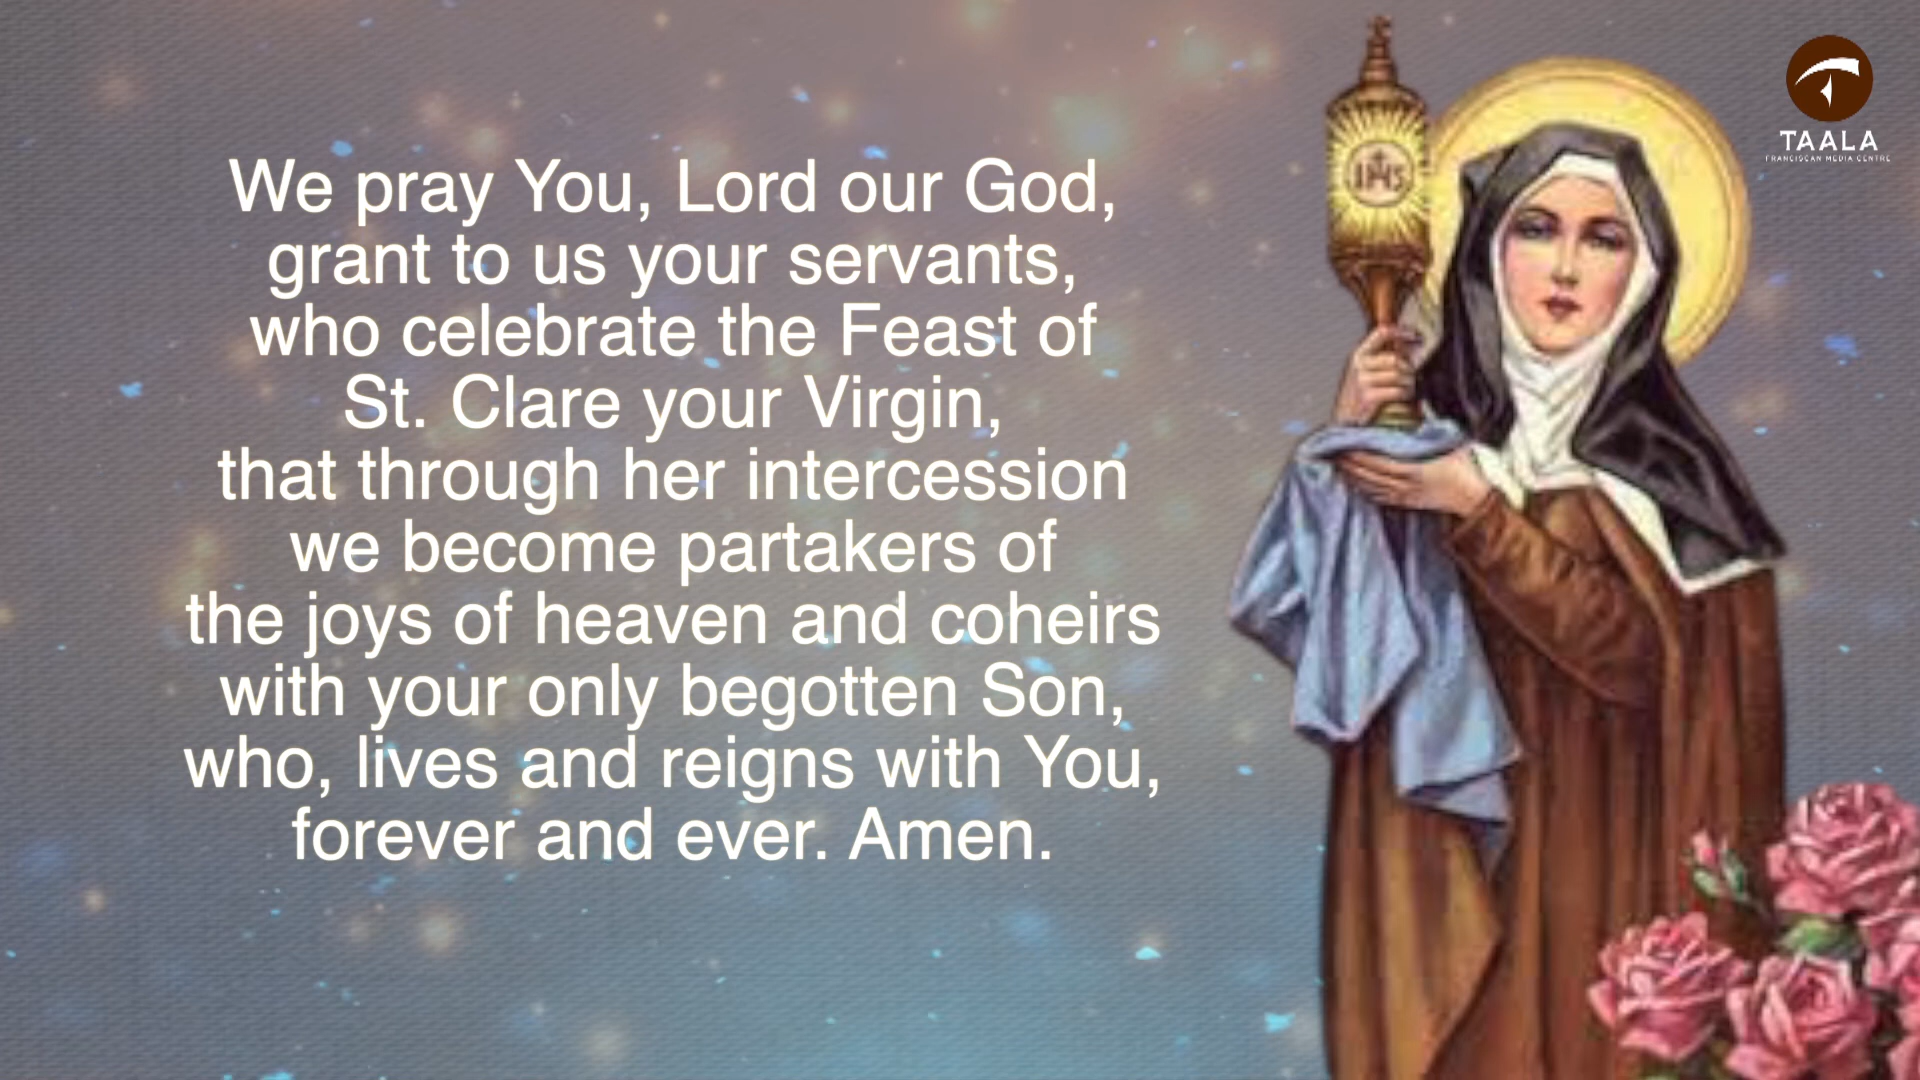 We pray You, Lord our God,
grant to us your servants,
who celebrate the Feast of
St. Clare your Virgin,
that through her intercession
we become partakers of
the joys of heaven and coheirs
with your only begotten Son,
who, lives and reigns with You,
forever and ever. Amen.
IHS
TAALA
FRANCISCAN MEDIA CENTRE